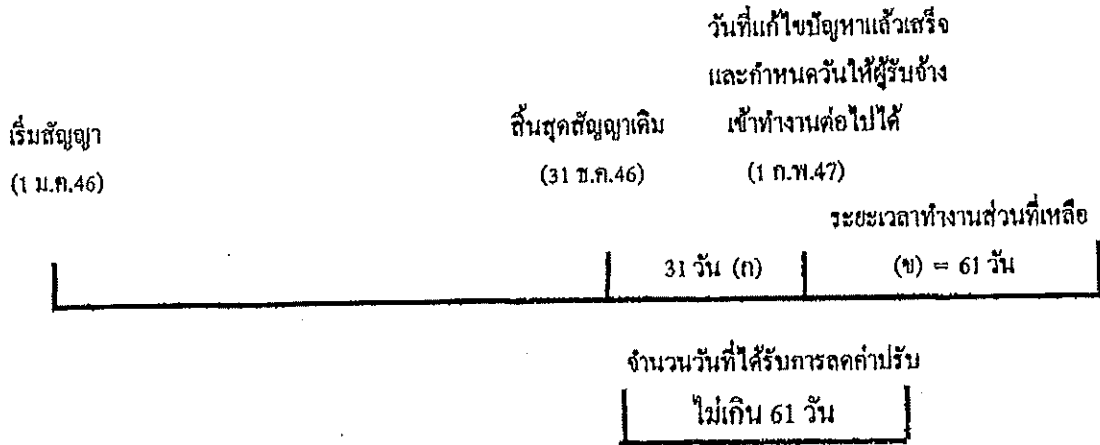 วันที่แก้ไขปัญหาแล้วเสร็จ
และกำหนดวันให้ผู้รับจ้าง
เริ่มสัญญา
สิ้นสุดสัญญาเดิม
เข้าทำงานต่อไปได้
(1 ม.ค.46)
(31 ธ.ค.46)
(1 ก.พ.47)
ระยะเวลาทำงานส่วนที่เหลือ
31 วัน (ก)
(ข) = 61 วัน
จำนวนวันที่ได้รับการลดค่าปรับ
ไม่เกิน 61 วัน